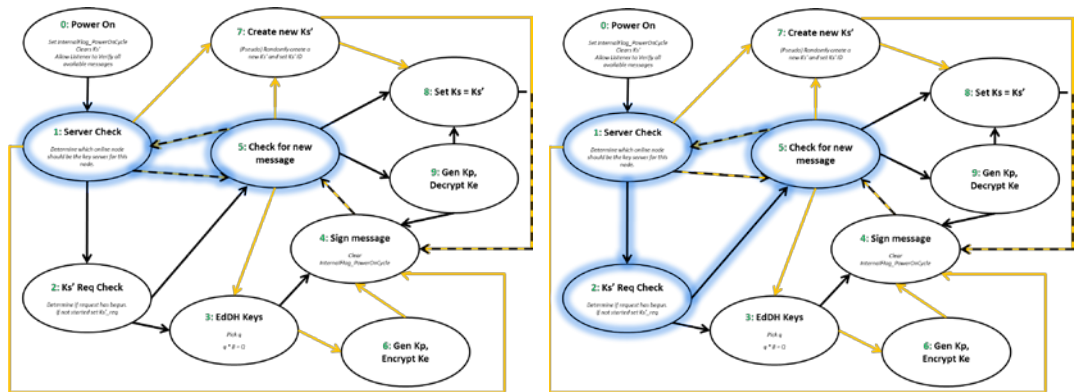 0: Power On
Set InternalFlag_PowerOnCycle
Clears Ks'
Allow Listener to Verify all
available messages
7: Create new Ks'
(Pseudo) Randomly create a
new Ks' and set Ks' ID
8: Set Ks = Ks'
1: Server Check
Determine which online node
should be the key server for this
node.
5: Check for new
message
9: Gen Kp,
Decrypt Ke
4: Sign message
Clear
InternalFlag_PowerOnCycle
2: Ks' Req Check
Determine if request has begun.
If not started set Ks'_req
3: EdDH Keys
Pick q
q * B = Q
6: Gen Kp,
Encrypt Ke
0: Power On
Set InternalFlag_PowerOnCycle
Clears Ks'
Allow Listener to Verify all
available messages
7: Create new Ks'
(Pseudo) Randomly create a
new Ks' and set Ks' ID
8: Set Ks = Ks'
1: Server Check
Determine which online node
should be the key server for this
node.
5: Check for new
message
9: Gen Kp,
Decrypt Ke
4: Sign message
Clear
InternalFlag_PowerOnCycle
2: Ks' Req Check
Determine if request has begun.
If not started set Ks'_req
3: EdDH Keys
Pick q
q * B = Q
6: Gen Kp,
Encrypt Ke